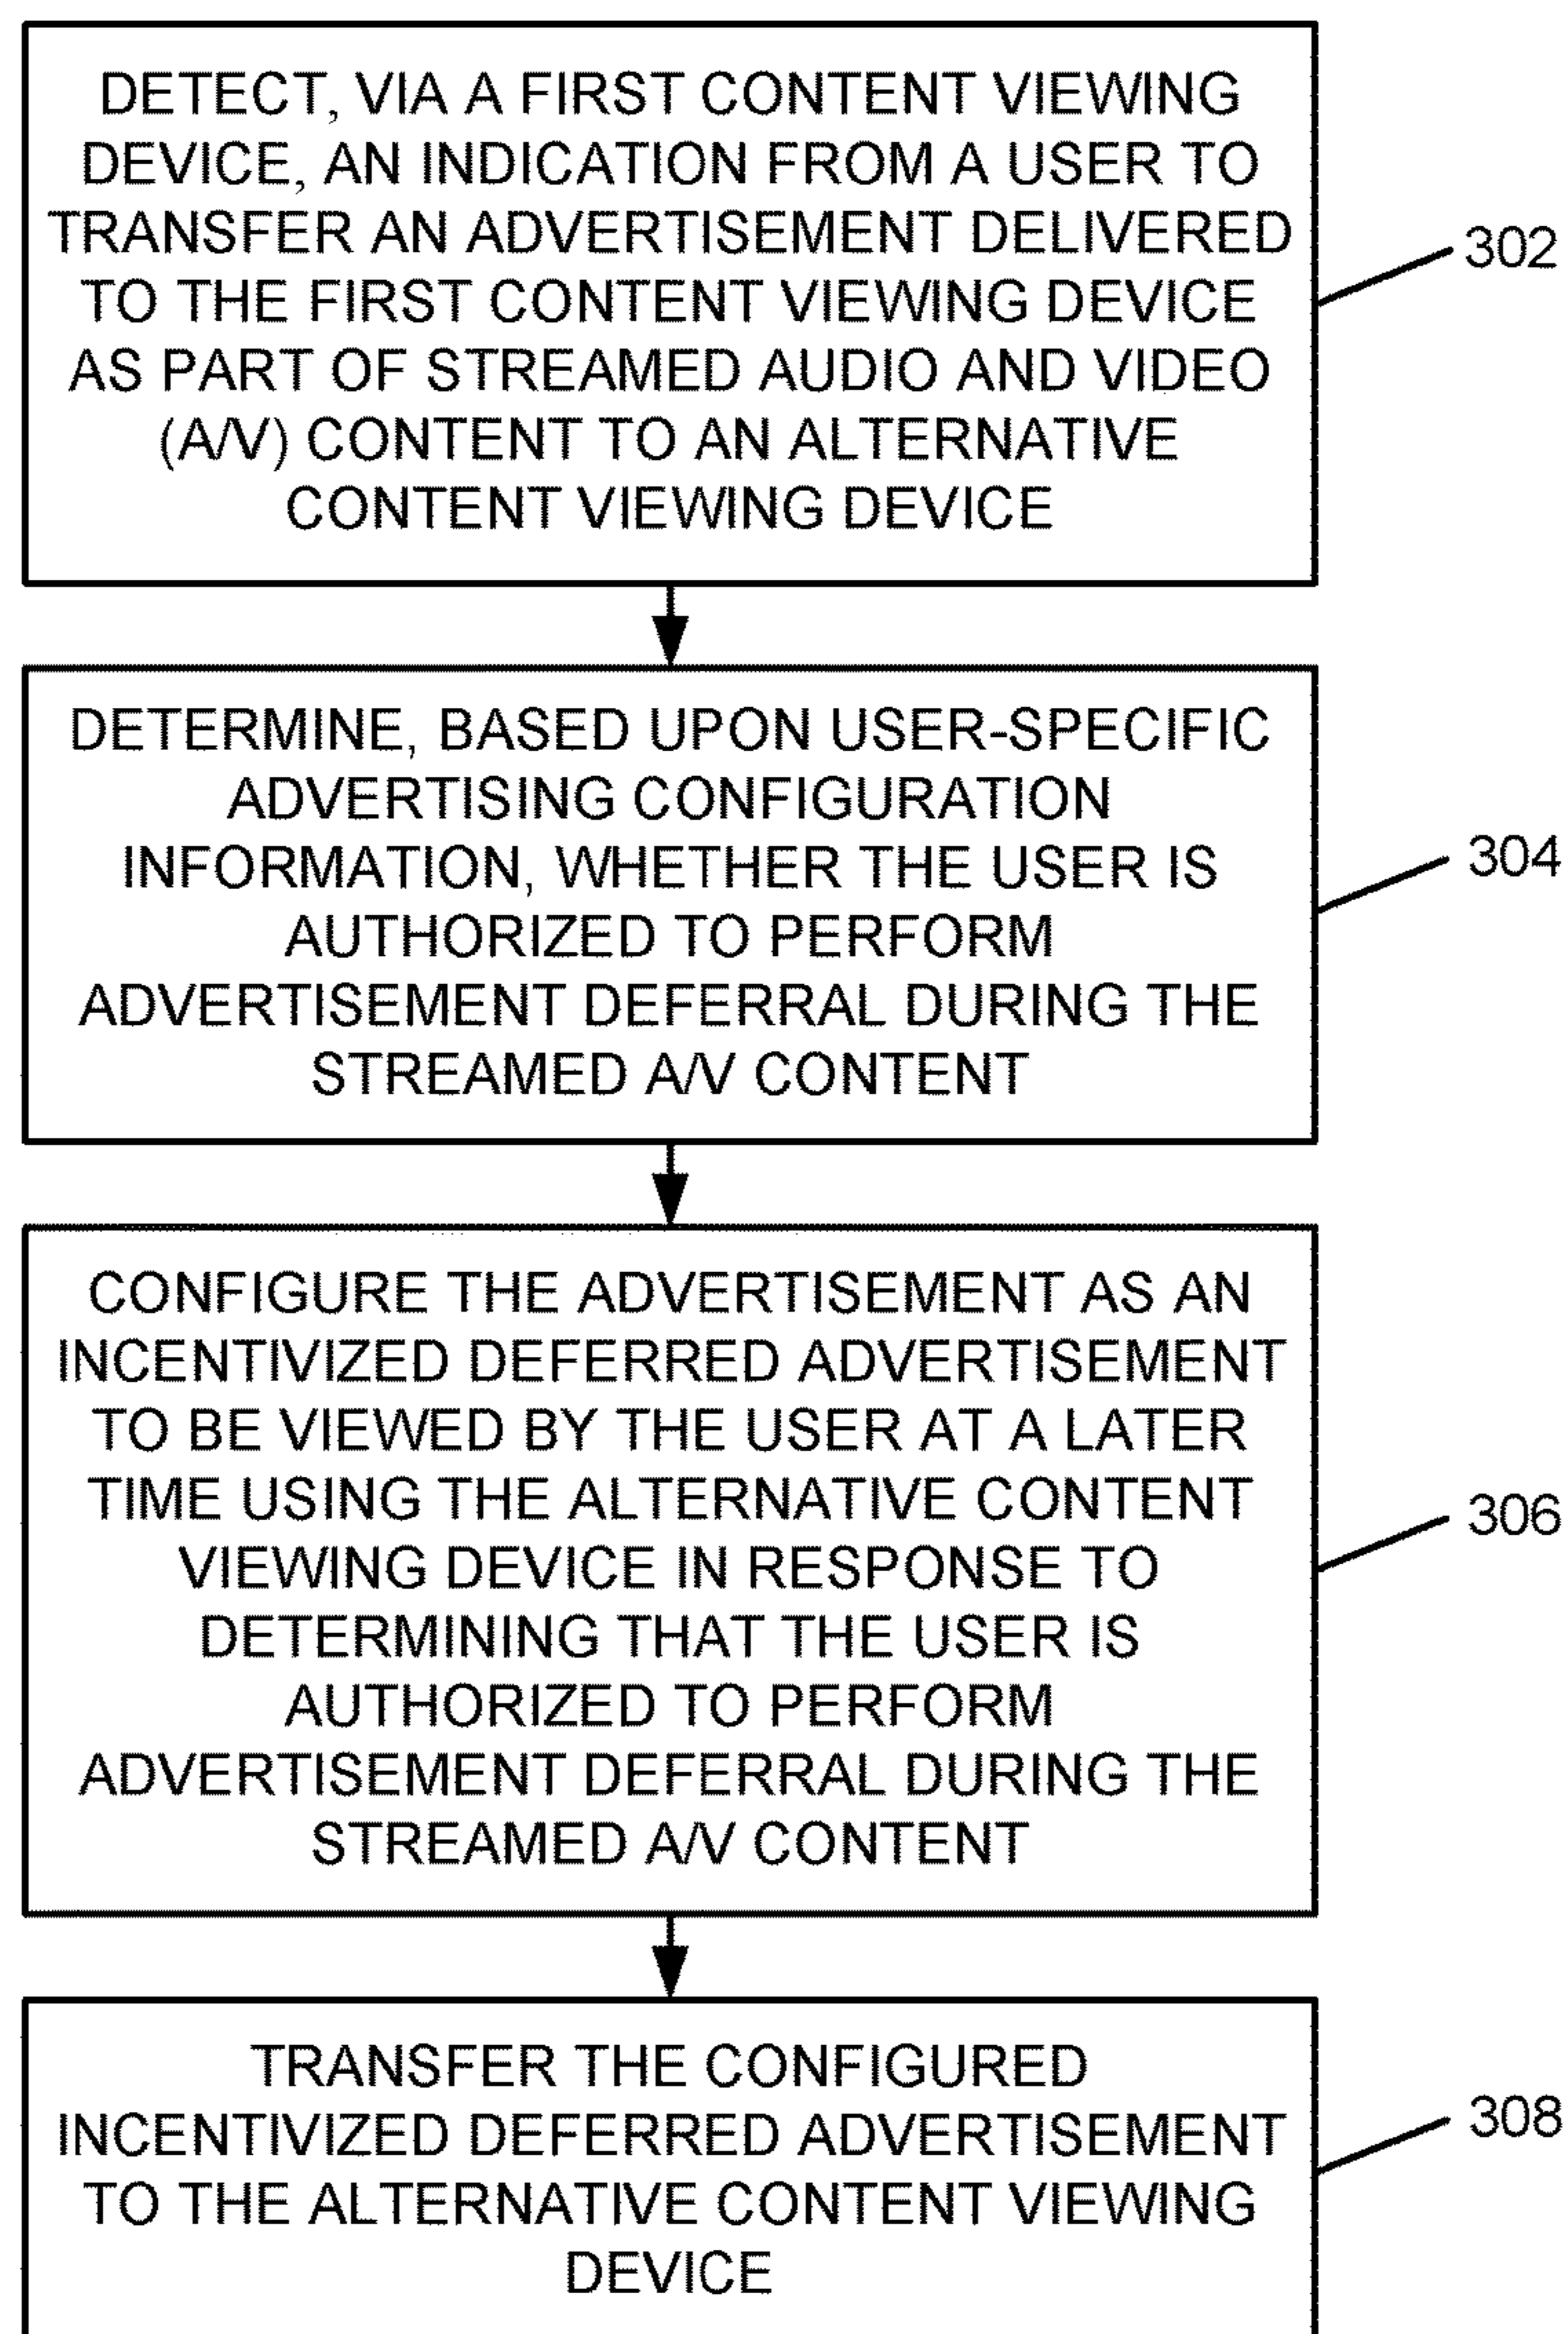 DETECT, VIA A FIRST CONTENT VIEWING
DEVICE, AN INDICATION FROM A USER TO
TRANSFER AN ADVERTISEMENT DELIVERED
TO THE FIRST CONTENT VIEWING DEVICE
AS PART OF STREAMED AUDIO AND VIDEO
(A/V) CONTENT TO AN ALTERNATIVE
CONTENT VIEWING DEVICE
302
DETERMINE, BASED UPON USER-SPECIFIC
ADVERTISING CONFIGURATION
INFORMATION, WHETHER THE USER IS
AUTHORIZED TO PERFORM
ADVERTISEMENT DEFERRAL DURING THE
STREAMED A/V CONTENT
304
CONFIGURE THE ADVERTISEMENT AS AN
INCENTIVIZED DEFERRED ADVERTISEMENT
TO BE VIEWED BY THE USER AT A LATER
TIME USING THE ALTERNATIVE CONTENT
VIEWING DEVICE IN RESPONSE TO
DETERMINING THAT THE USER IS
AUTHORIZED TO PERFORM
ADVERTISEMENT DEFERRAL DURING THE
STREAMED A/V CONTENT
306
TRANSFER THE CONFIGURED
INCENTIVIZED DEFERRED ADVERTISEMENT
TO THE ALTERNATIVE CONTENT VIEWING
DEVICE
308